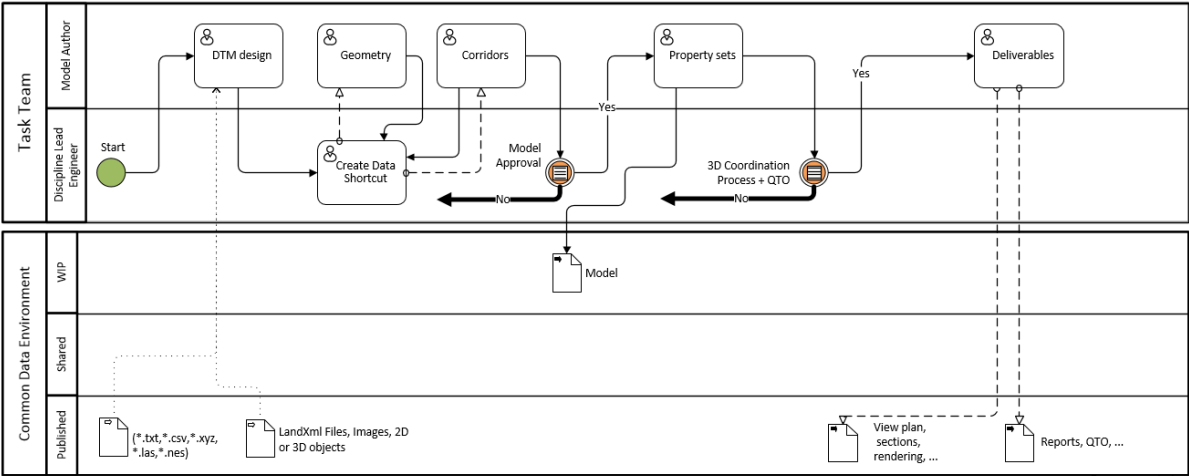 Task Team
Model Author
DTM design
Geometry
Corridors
Property sets
Deliverables
Yes
Yes
Discipline Lead
Engineer
Start
Create Data
Shortcut
Model
Approval
No
3D Coordination
Process + QTO
No
Common Data Environment
WIP
Model
Shared
Published
(*.txt,*.csv,*.xyz,
*.las,*.nes)
LandXml Files, Images, 2D
or 3D objects
View plan,
sections,
rendering, ...
Reports, QTO, ...